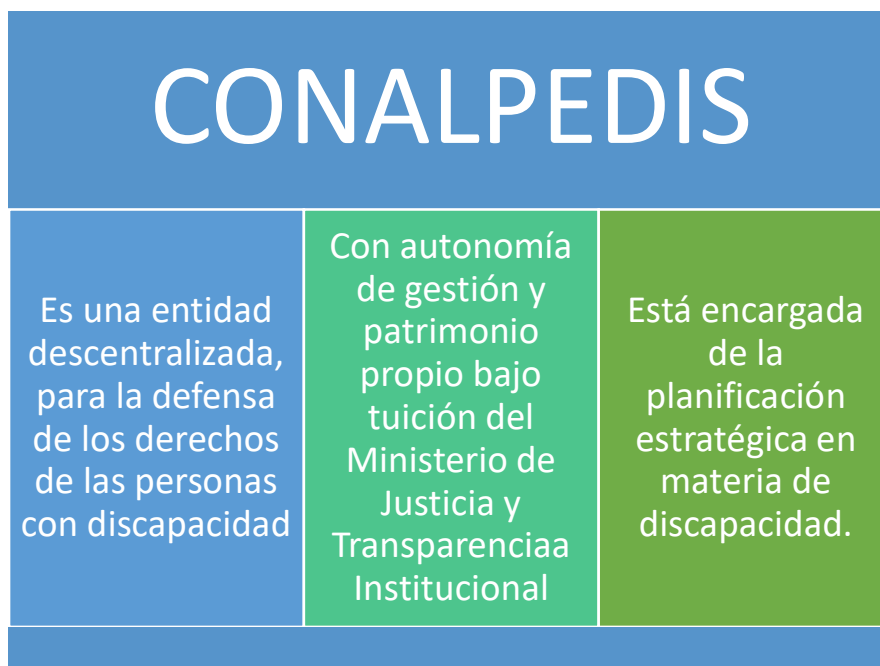 CONALPEDIS
Es una entidad
descentralizada,
para la defensa
de los derechos
de las personas
con discapacidad
Con autonomía
de gestión y
patrimonio
propio bajo
tuición del
Ministerio de
Justicia y
Transparenciaa
Institucional
Está encargada
de la
planificación
estratégica en
materia de
discapacidad.